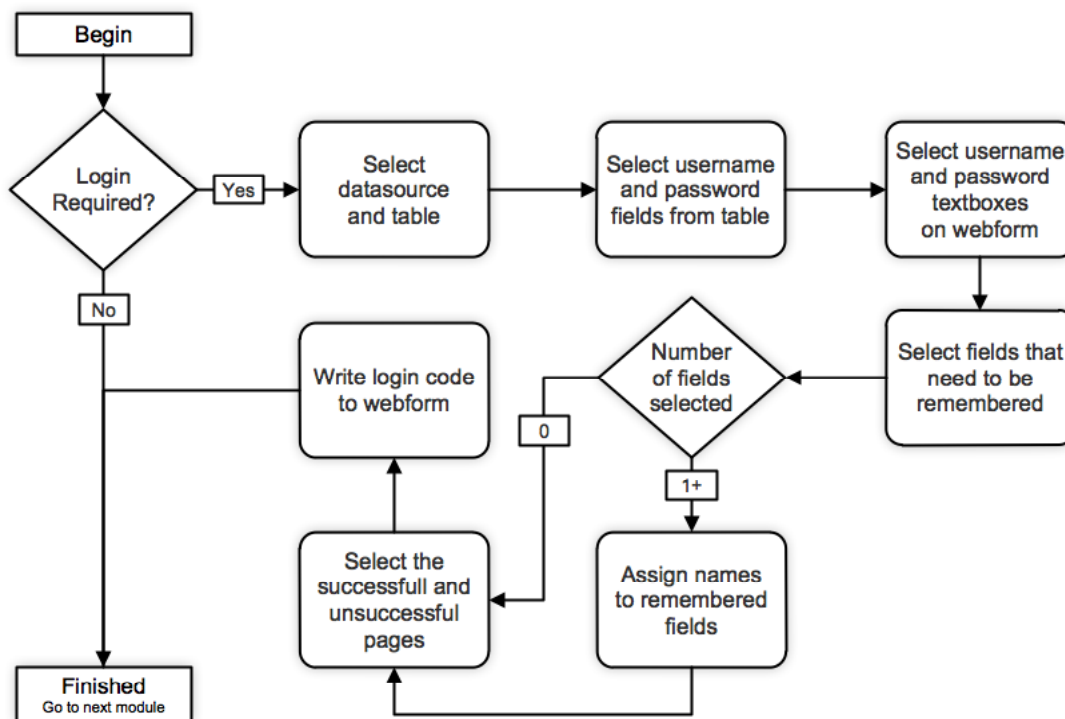 Begin
Login
Required?
Yes
Select
datasource
and table
Select username
and password
fields from table
Select username
and password
textboxes
on webform
No
Write login code
to webform
Number
of fields
selected
Select fields that
need to be
remembered
0
1+
Select the
successfull and
unsuccessful
pages
Assign names
to remembered
fields
Finished
Go to next module